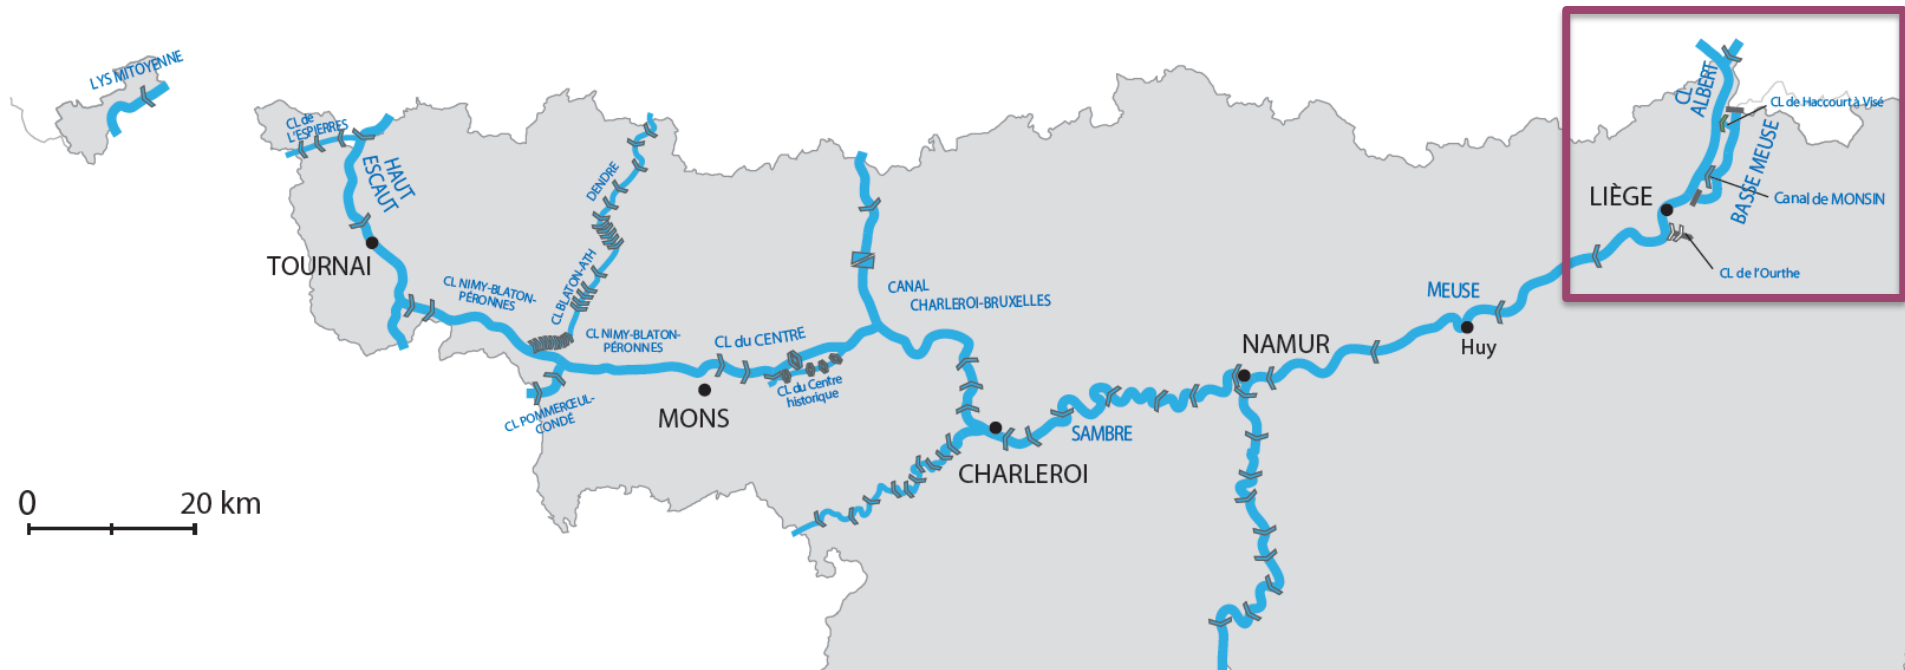 LYS MITOYENNE
CL de
L'ESPIERRES
HAUT
ESCAUT
TOURNAI
DENDRE
CL BLATON-ATH
CL NIMY-BLATON-
PÉRONNES
CL NIMY-BLATON-
PÉRONNES
CL POMMERŒUL-
CONDÉ
MONS
CL du CENTRE
CL du Centre
historique
CANAL
CHARLEROI-BRUXELLES
CHARLEROI
SAMBRE
NAMUR
MEUSE
Huy
LIÈGE
CL
ALBERT
CL de Haccourt à Visé
BASSE MEUSE
Canal de MONSIN
CL de l'Ourthe
0
20 km